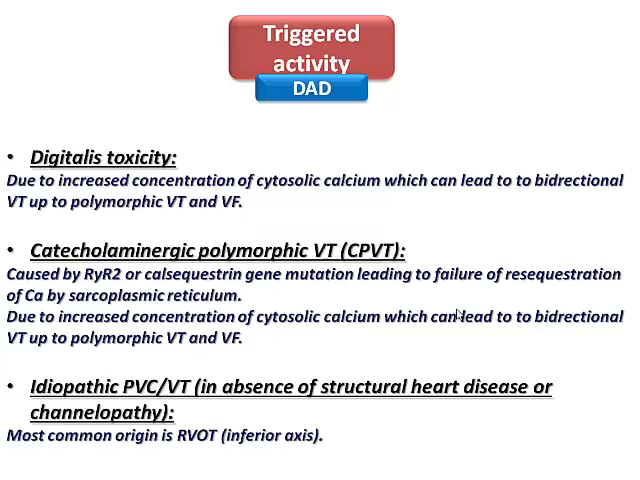 Triggered
activity
DAD
• Digitalis toxicity:
Due to increased concentration of cytosolic calcium which can lead to to bidrectional
VT up to polymorphic VT and VF.
• Catecholaminergic polymorphic VT (CPVT):
Caused by RyR2 or calsequestrin gene mutation leading to failure of resequestration
of Ca by sarcoplasmic reticulum.
Due to increased concentration of cytosolic calcium which can lead to to bidrectional
VT up to polymorphic VT and VF.
• Idiopathic PVC/VT (in absence of structural heart disease or
channelopathy):
Most common origin is RVOT (inferior axis).